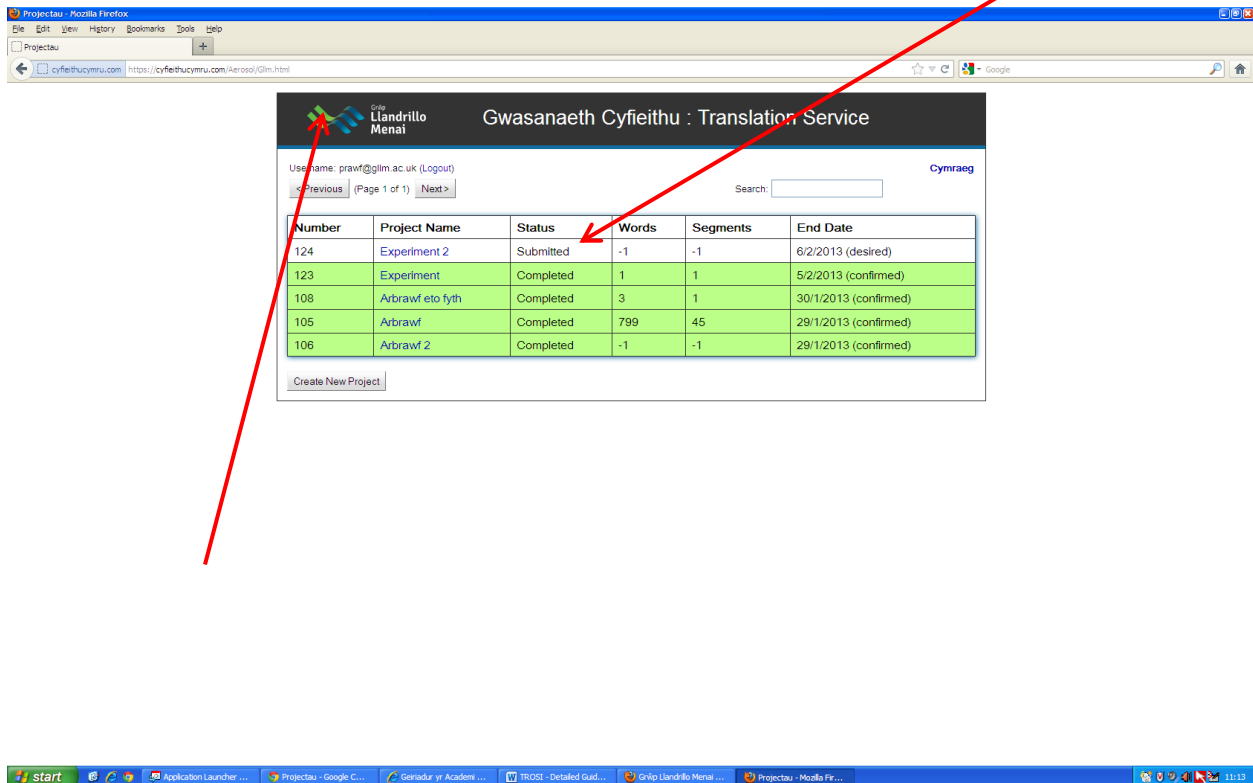 Projectau - Mozilla Firefox
File Edit View History Bookmarks Tools Help
Projectau +
cyfieithucymru.com https://cyfieithucymru.com/Aerosol/Gllm.html Google
Grŵp
Llandrillo
Menai
Gwasanaeth Cyfieithu : Translation Service
Username: prawf@gllm.ac.uk (Logout) Cymraeg
<Previous (Page 1 of 1) Next> Search:
Number Project Name Status Words Segments End Date
124 Experiment 2 Submitted -1 -1 6/2/2013 (desired)
123 Experiment Completed 1 1 5/2/2013 (confirmed)
108 Arbrawf eto fyth Completed 3 1 30/1/2013 (confirmed)
105 Arbrawf Completed 799 45 29/1/2013 (confirmed)
106 Arbrawf 2 Completed -1 -1 29/1/2013 (confirmed)
Create New Project
start Application Launcher ... Projectau - Google C... Geiriadur yr Academi ... TROSI - Detailed Guid... Grŵp Llandrillo Menai ... Projectau - Mozilla Fir... 11:13